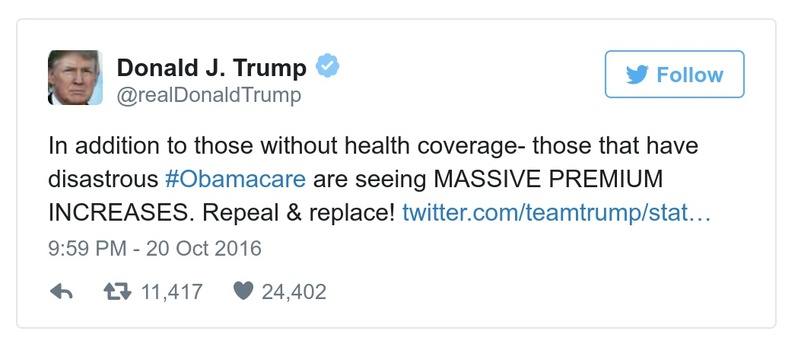 Donald J. Trump
@realDonaldTrump
Follow
In addition to those without health coverage- those that have
disastrous #Obamacare are seeing MASSIVE PREMIUM
INCREASES. Repeal & replace! twitter.com/teamtrump/stat…
9:59 PM - 20 Oct 2016
11,417 24,402